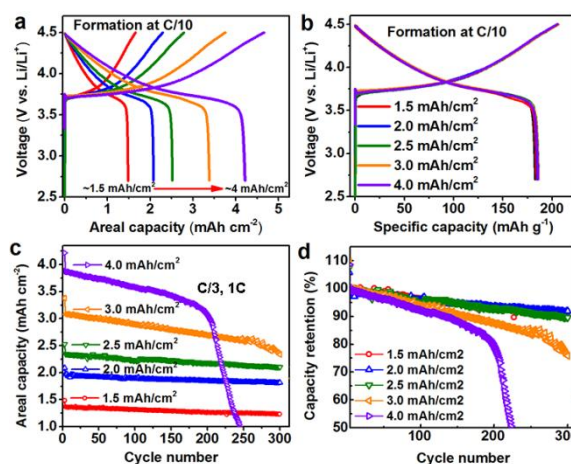 a
Formation at C/10
Voltage (V vs. Li/Li⁺)
4.5
4.0
3.5
3.0
2.5
~1.5 mAh/cm² ~4 mAh/cm²
0 1 2 3 4 5
Areal capacity (mAh cm⁻²)
b
Formation at C/10
Voltage (V vs. Li/Li⁺)
4.5
4.0
3.5
3.0
2.5
1.5 mAh/cm²
2.0 mAh/cm²
2.5 mAh/cm²
3.0 mAh/cm²
4.0 mAh/cm²
0 50 100 150 200
Specific capacity (mAh g⁻¹)
c
Areal capacity (mAh cm⁻²)
4.5
4.0
3.5
3.0
2.5
2.0
1.5
1.0
4.0 mAh/cm²
C/3, 1C
3.0 mAh/cm²
2.5 mAh/cm²
2.0 mAh/cm²
1.5 mAh/cm²
0 50 100 150 200 250 300
Cycle number
d
Capacity retention (%)
110
100
90
80
70
60
50
1.5 mAh/cm2
2.0 mAh/cm2
2.5 mAh/cm2
3.0 mAh/cm2
4.0 mAh/cm2
100 200 300
Cycle number